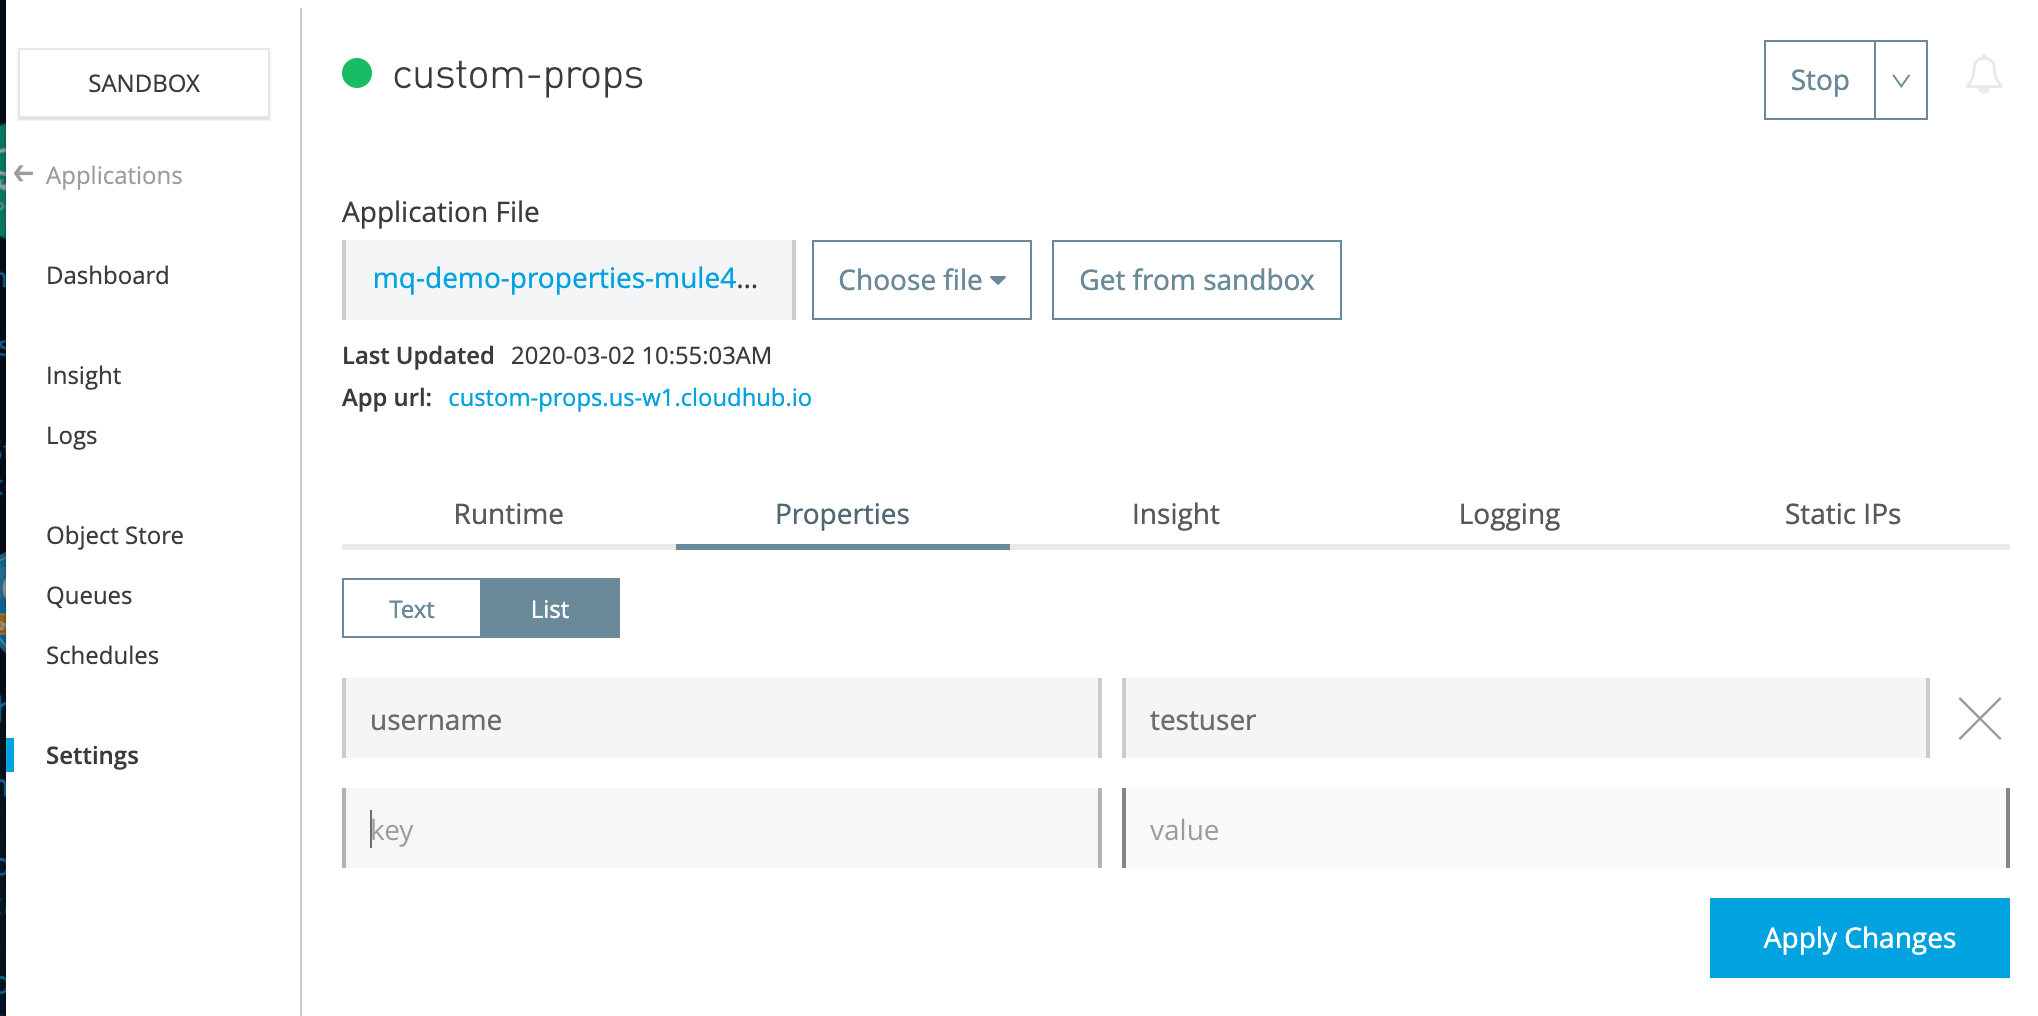 SANDBOX
Applications
Dashboard
Insight
Logs
Object Store
Queues
Schedules
Settings
custom-props
Stop
Application File
mq-demo-properties-mule4...
Choose file
Get from sandbox
Last Updated 2020-03-02 10:55:03AM
App url: custom-props.us-w1.cloudhub.io
Runtime Properties Insight Logging Static IPs
Text List
username testuser
key value
Apply Changes